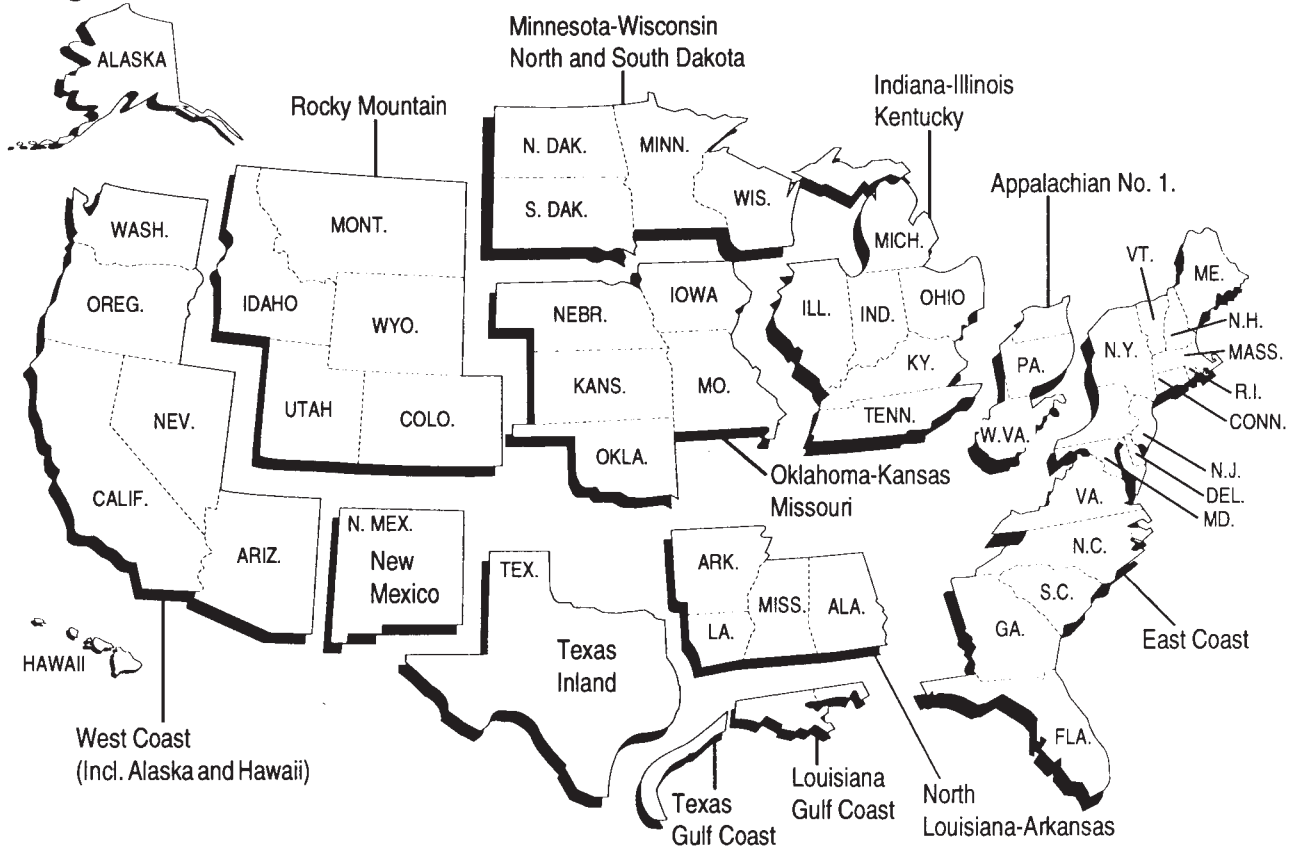 ALASKA
Minnesota-Wisconsin
North and South Dakota
Rocky Mountain
Indiana-Illinois
Kentucky
Appalachian No. 1.
N. DAK.
MINN.
S. DAK.
WIS.
WASH.
MONT.
MICH.
VT.
ME.
OREG.
IDAHO
WYO.
NEBR.
IOWA
ILL.
IND.
OHIO
N.H.
N.Y.
MASS.
PA.
KY.
R.I.
CONN.
NEV.
UTAH
COLO.
KANS.
MO.
TENN.
W.VA.
OKLA.
Oklahoma-Kansas
Missouri
N.J.
DEL.
MD.
VA.
CALIF.
ARIZ.
N. MEX.
New
Mexico
TEX.
Texas
Inland
ARK.
MISS.
ALA.
LA.
N.C.
S.C.
GA.
East Coast
HAWAII
FLA.
West Coast
(Incl. Alaska and Hawaii)
Texas
Gulf Coast
Louisiana
Gulf Coast
North
Louisiana-Arkansas